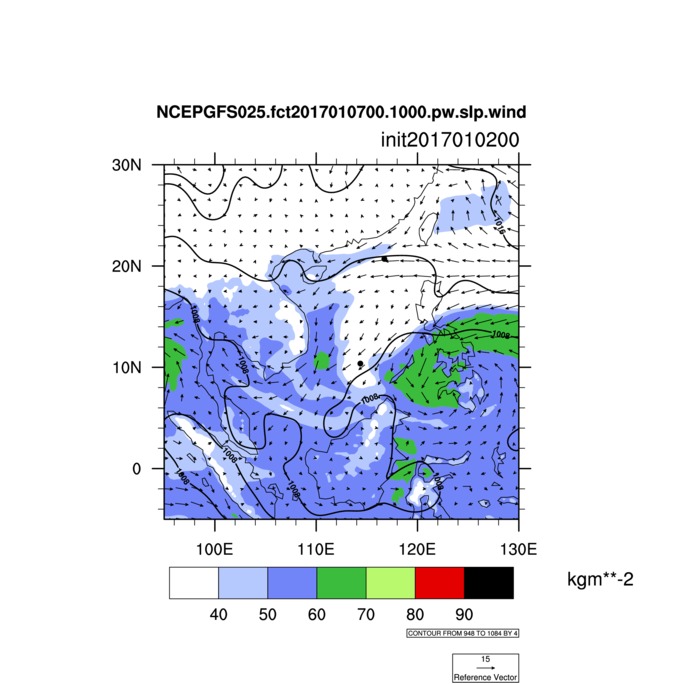 NCEPGFS025.fct2017010700.1000.pw.slp.wind
init2017010200
30N
20N
10N
0
1016
1008
1008
1008
1008
1008
1008
1008
1008
100E 110E 120E 130E
kgm**-2
40 50 60 70 80 90
CONTOUR FROM 948 TO 1084 BY 4
15
Reference Vector